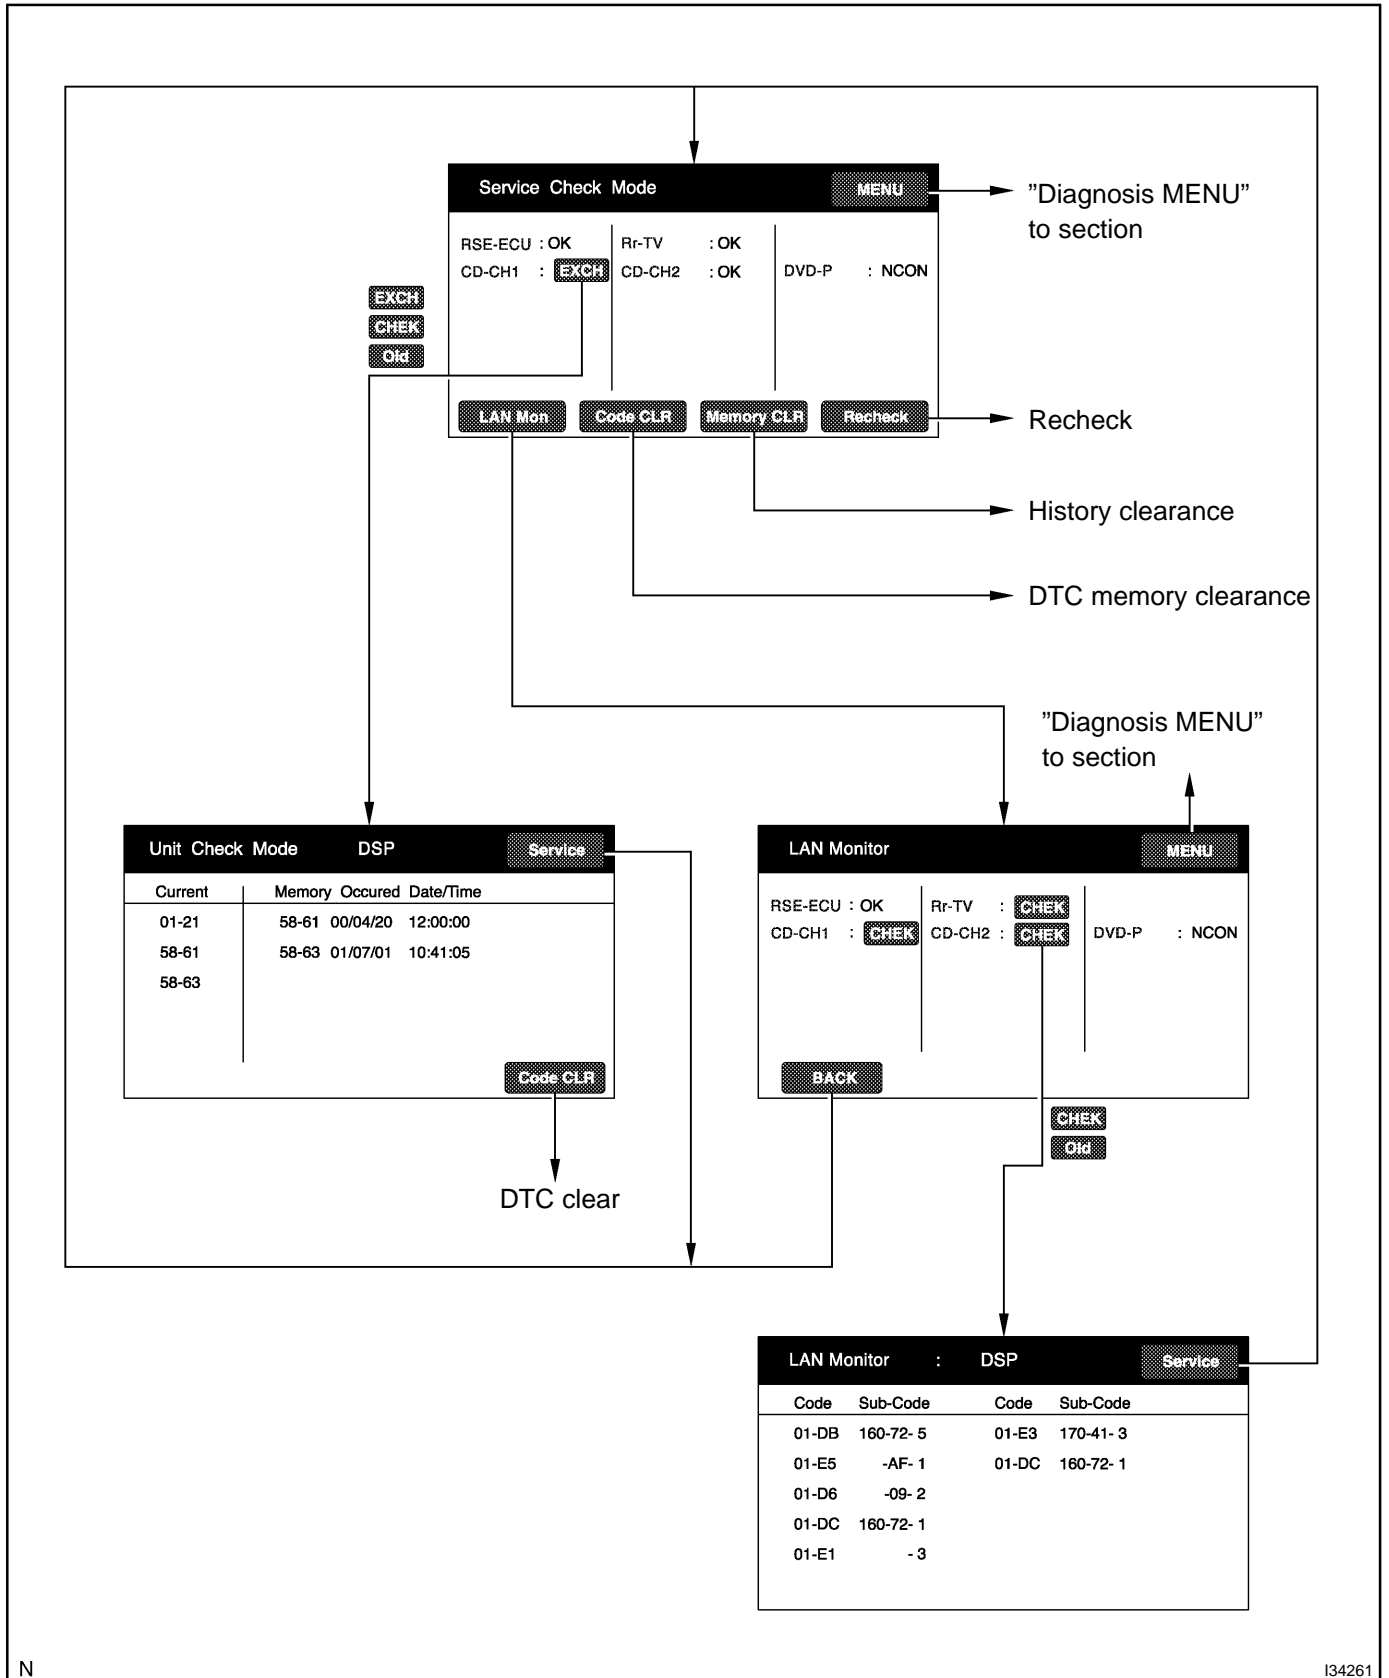 Service Check Mode MENU
”Diagnosis MENU”
to section
RSE-ECU : OK Rr-TV : OK
CD-CH1 : EXCH CD-CH2 : OK DVD-P : NCON
EXCH
CHEK
Old
LAN Mon Code CLR Memory CLR Recheck
Recheck
History clearance
DTC memory clearance
”Diagnosis MENU”
to section
Unit Check Mode DSP Service
Current Memory Occured Date/Time
01-21 58-61 00/04/20 12:00:00
58-61 58-63 01/07/01 10:41:05
58-63
Code CLR
DTC clear
LAN Monitor MENU
RSE-ECU : OK Rr-TV : CHEK
CD-CH1 : CHEK CD-CH2 : CHEK DVD-P : NCON
BACK
CHEK
Old
LAN Monitor : DSP Service
Code Sub-Code Code Sub-Code
01-DB 160-72- 5 01-E3 170-41- 3
01-E5 -AF- 1 01-DC 160-72- 1
01-D6 -09- 2
01-DC 160-72- 1
01-E1 - 3
N I34261